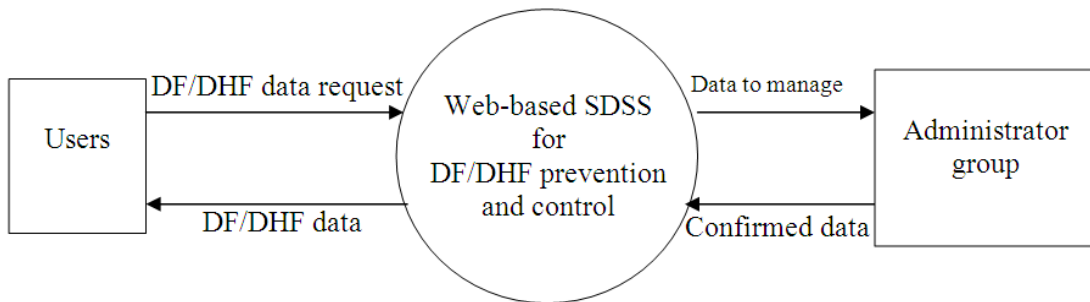 Users
DF/DHF data request
DF/DHF data
Web-based SDSS
for
DF/DHF prevention
and control
Data to manage
Confirmed data
Administrator
group